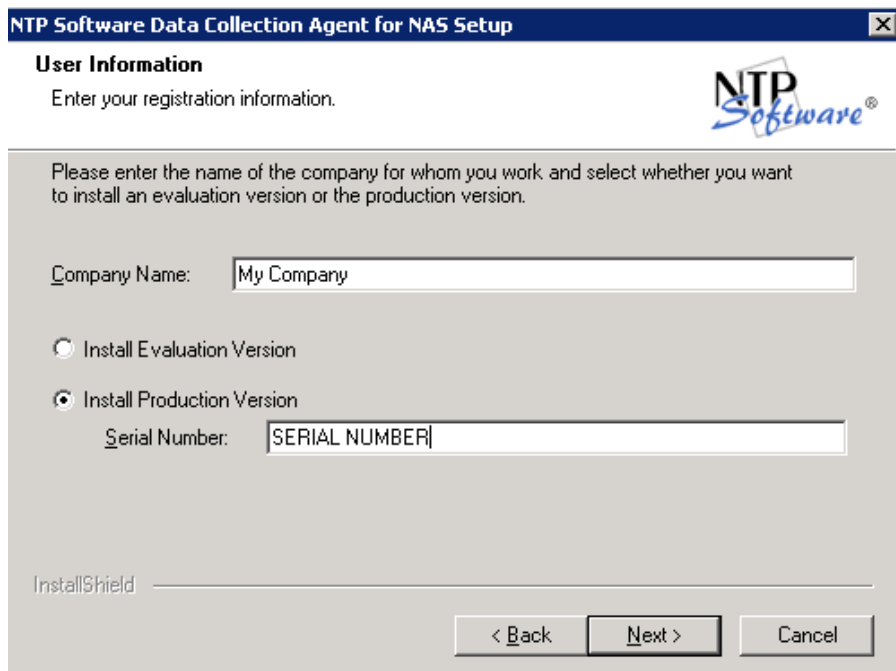 NTP Software Data Collection Agent for NAS Setup
User Information
Enter your registration information.
NTP
Software®
Please enter the name of the company for whom you work and select whether you want
to install an evaluation version or the production version.
Company Name: My Company
Install Evaluation Version
Install Production Version
Serial Number: SERIAL NUMBER
InstallShield
< Back Next > Cancel